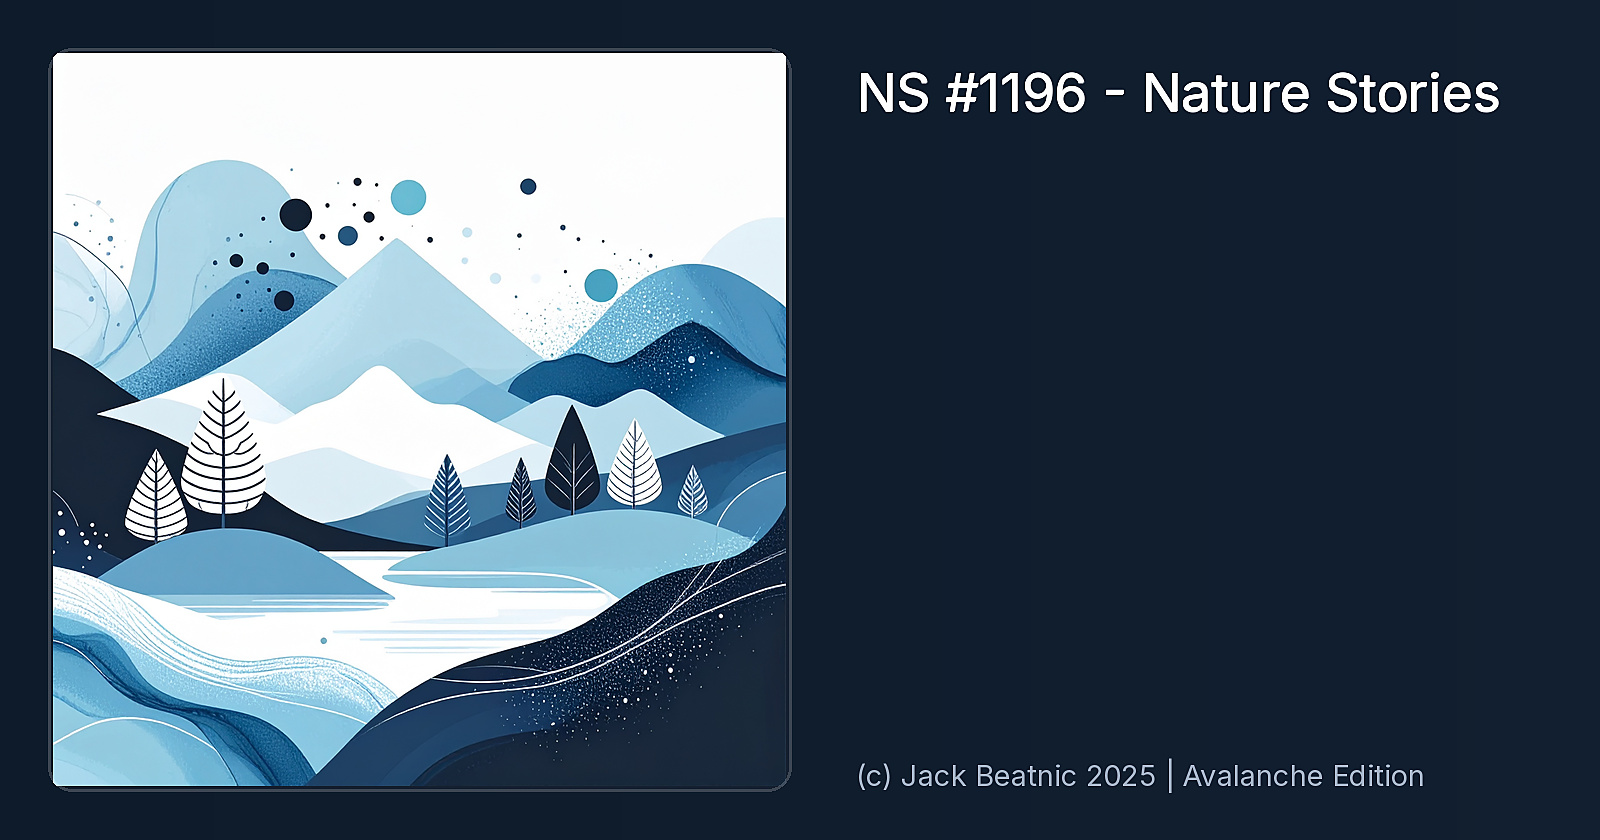 NS #1196 - Nature Stories
(c) Jack Beatnic 2025 | Avalanche Edition